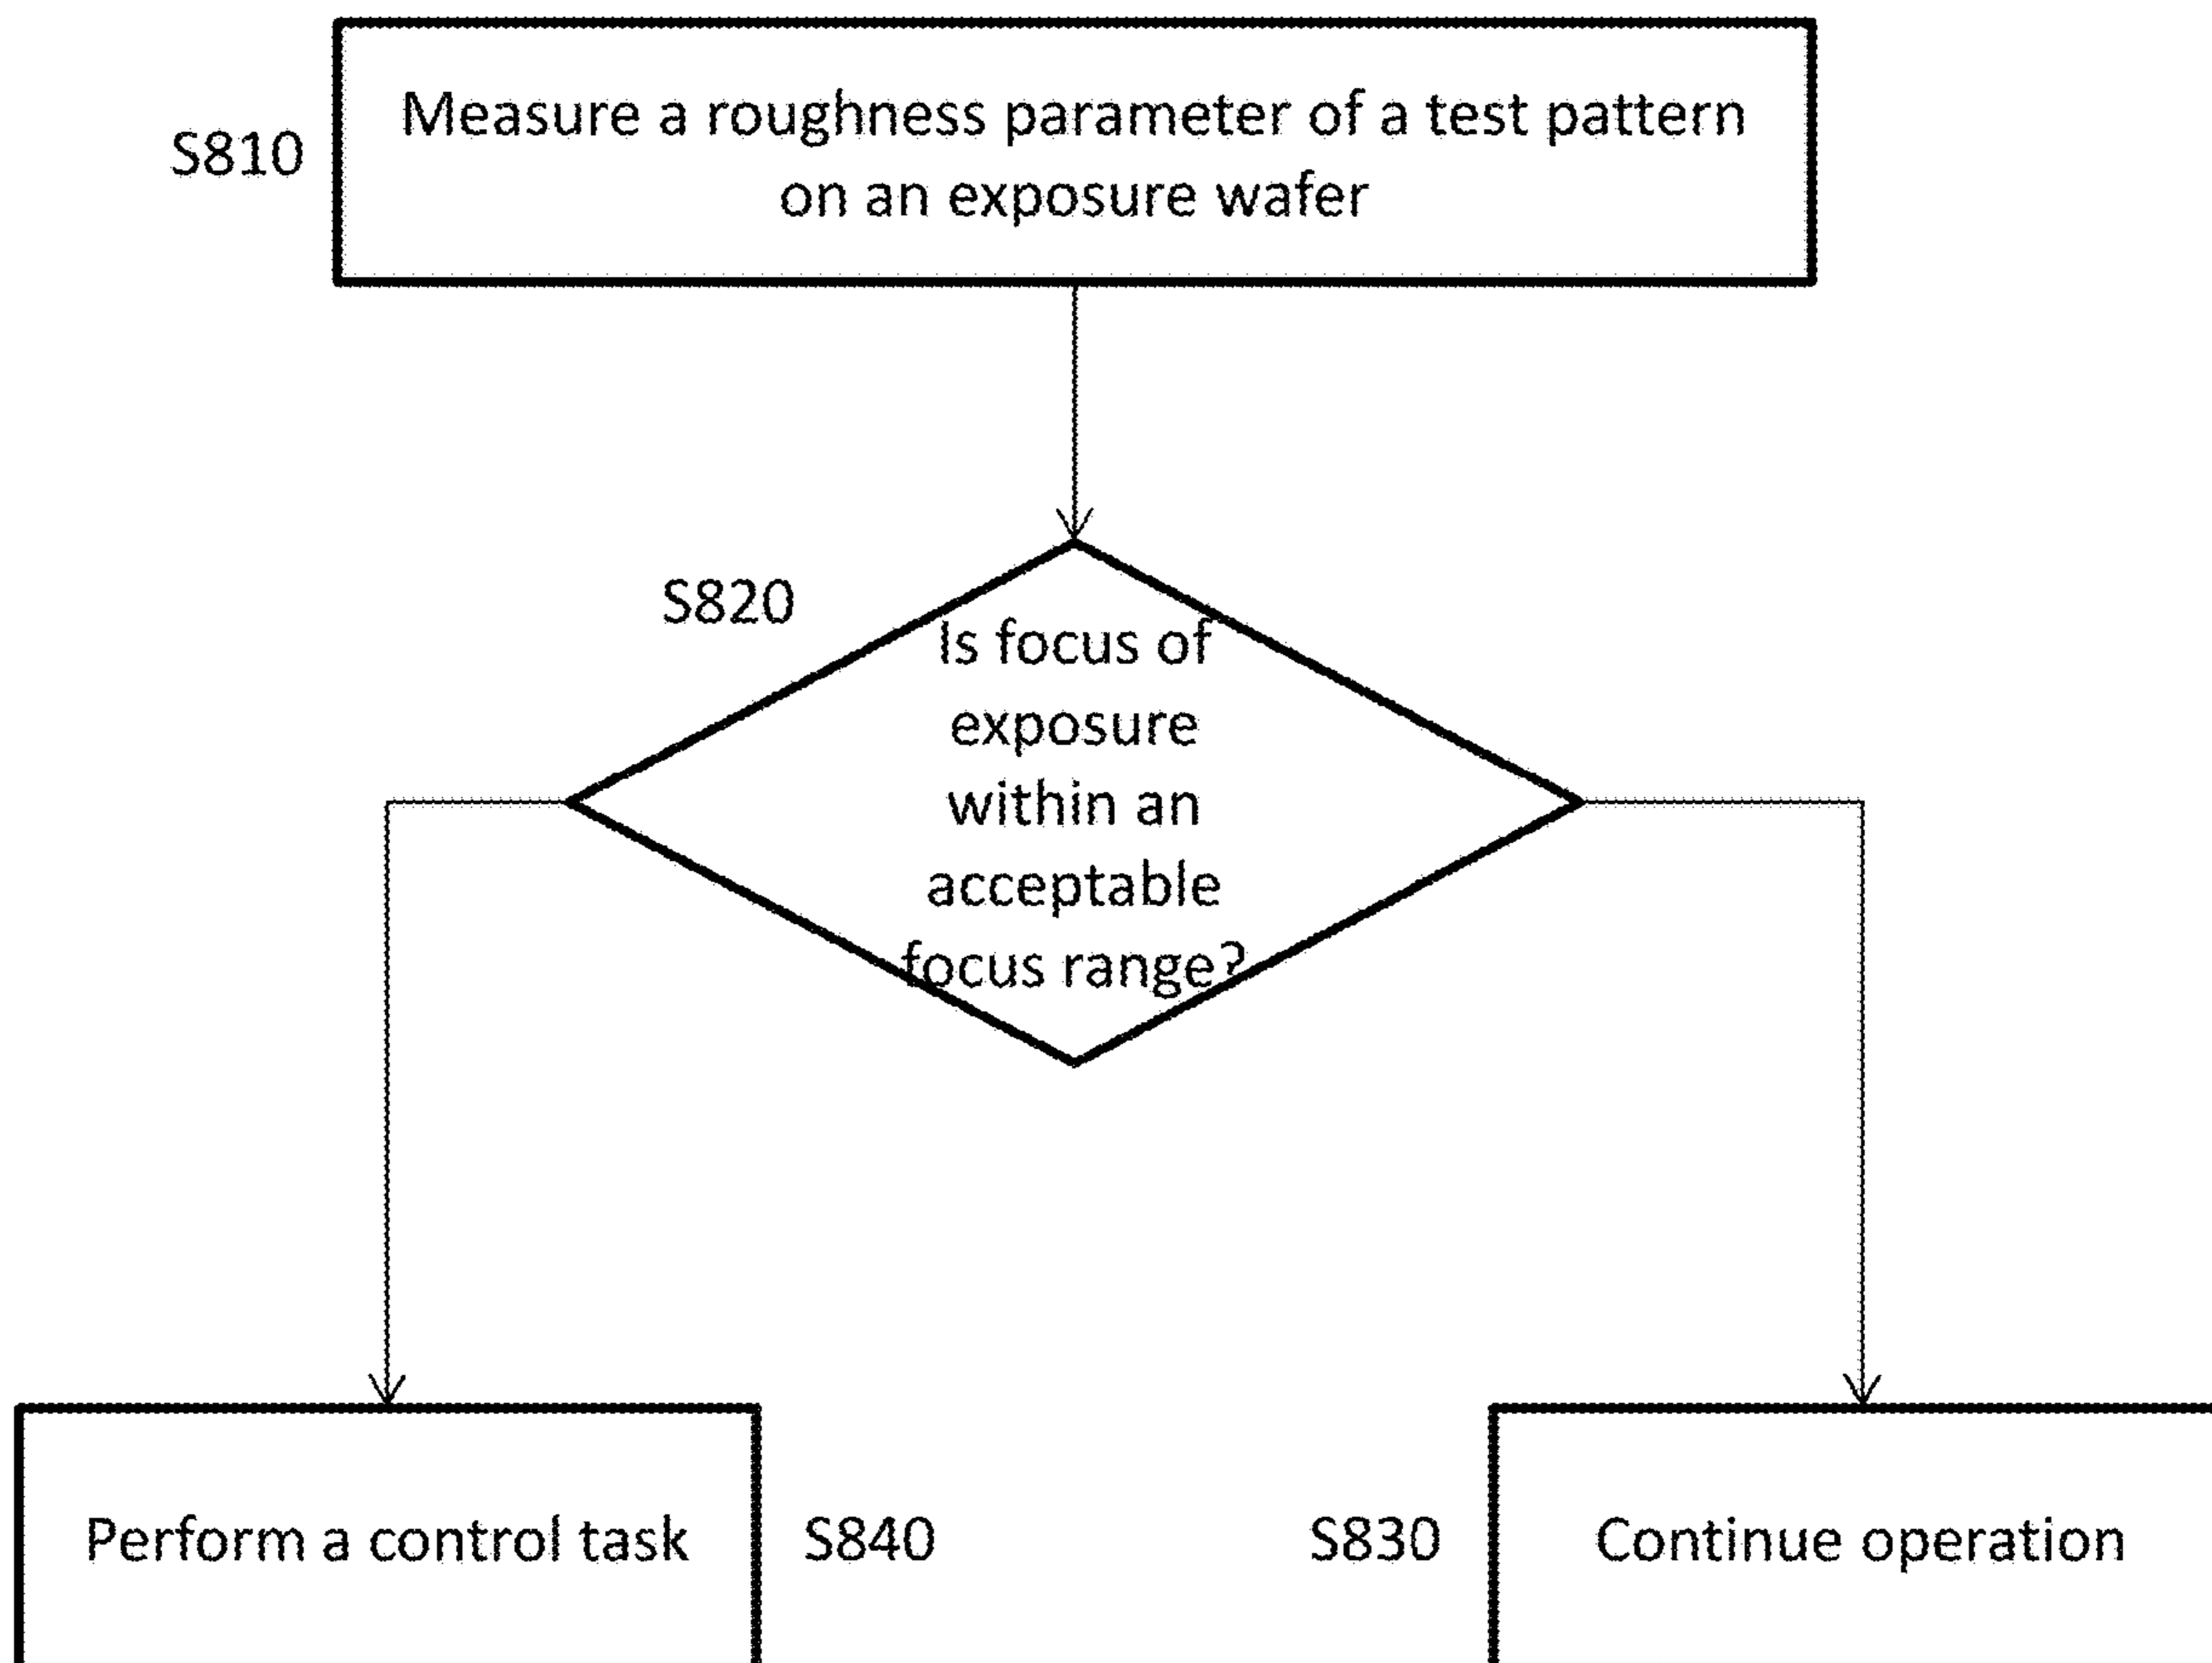 Measure a roughness parameter of a test pattern
S810
on an exposure wafer
S820
Is focus of
exposure
within an
acceptable
focus range?
Perform a control task
S840
S830
Continue operation